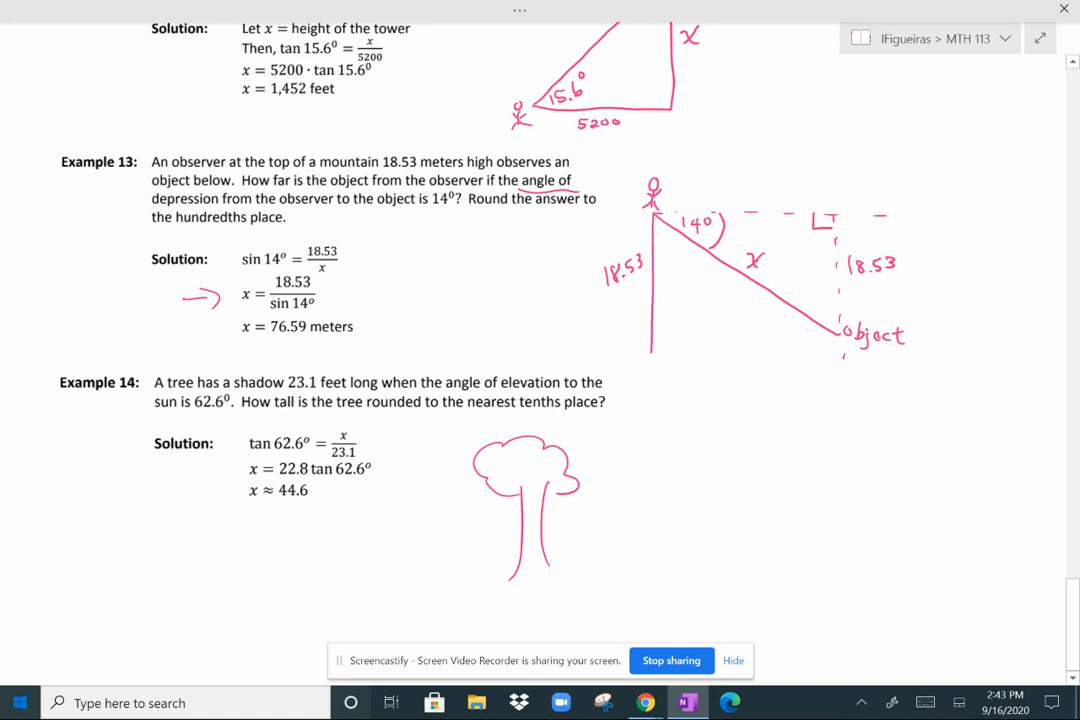 Solution: Let x = height of the tower
Then, tan 15.6⁰ = x/5200
x = 5200 · tan 15.6⁰
x = 1,452 feet
x
15.6°
5200
IFigueiras > MTH 113
Example 13: An observer at the top of a mountain 18.53 meters high observes an
object below. How far is the object from the observer if the angle of
depression from the observer to the object is 14⁰? Round the answer to
the hundredths place.
Solution: sin 14ᵒ = 18.53/x
x = 18.53/sin 14ᵒ
x = 76.59 meters
14°
18.53
x
18.53
object
Example 14: A tree has a shadow 23.1 feet long when the angle of elevation to the
sun is 62.6⁰. How tall is the tree rounded to the nearest tenths place?
Solution: tan 62.6ᵒ = x/23.1
x = 22.8 tan 62.6ᵒ
x ≈ 44.6
Screencastify - Screen Video Recorder is sharing your screen. Stop sharing Hide
Type here to search
2:43 PM
9/16/2020